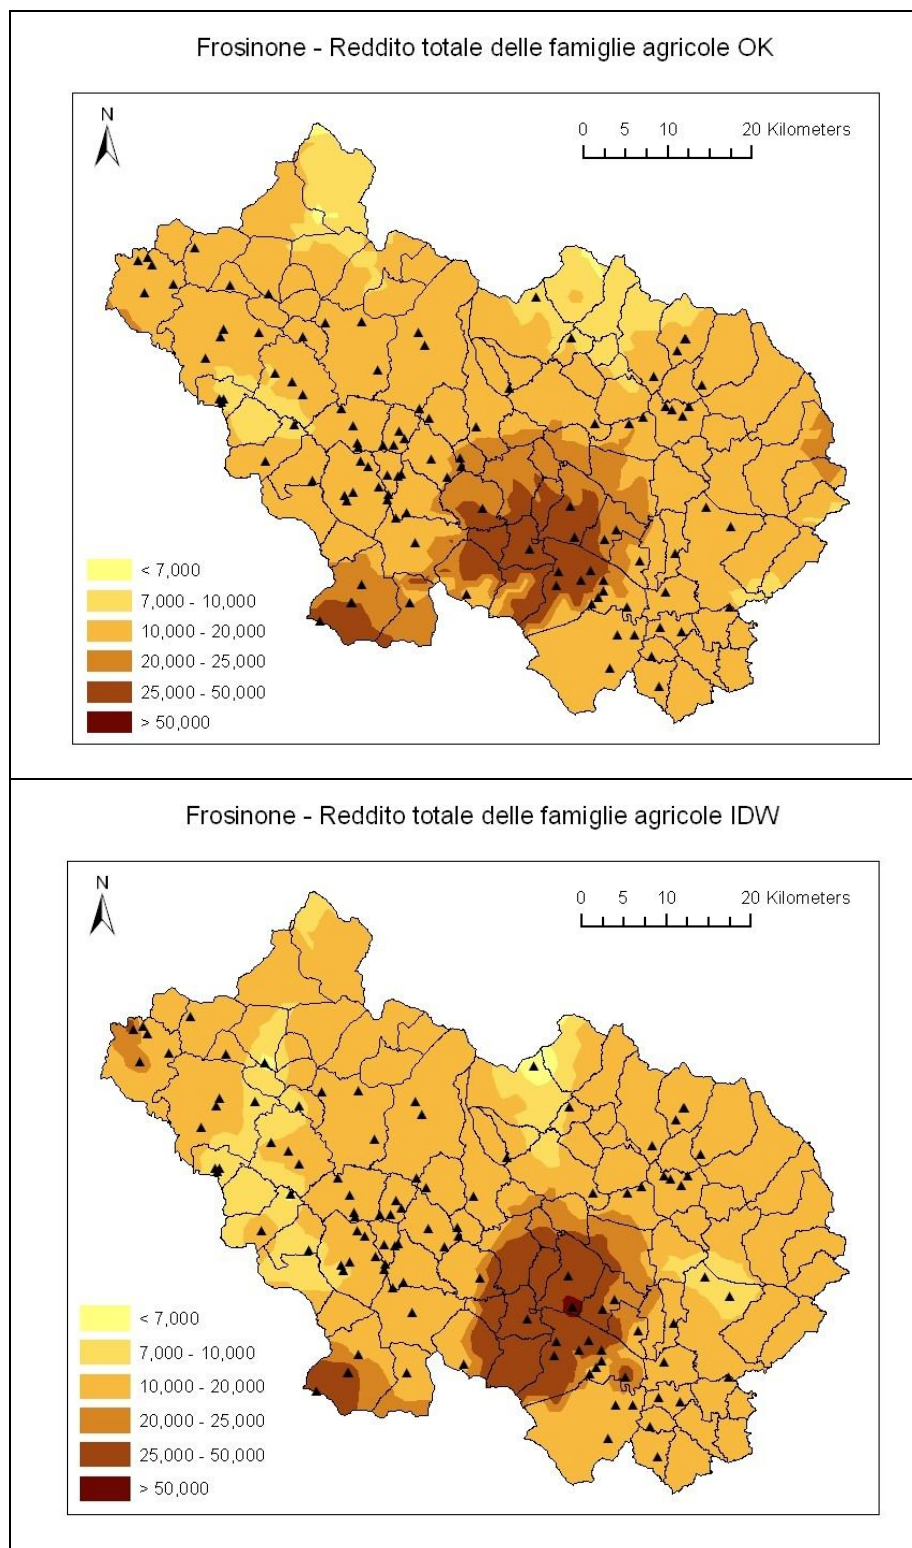 Frosinone - Reddito totale delle famiglie agricole OK
N
0 5 10 20 Kilometers
< 7,000
7,000 - 10,000
10,000 - 20,000
20,000 - 25,000
25,000 - 50,000
> 50,000
Frosinone - Reddito totale delle famiglie agricole IDW
N
0 5 10 20 Kilometers
< 7,000
7,000 - 10,000
10,000 - 20,000
20,000 - 25,000
25,000 - 50,000
> 50,000